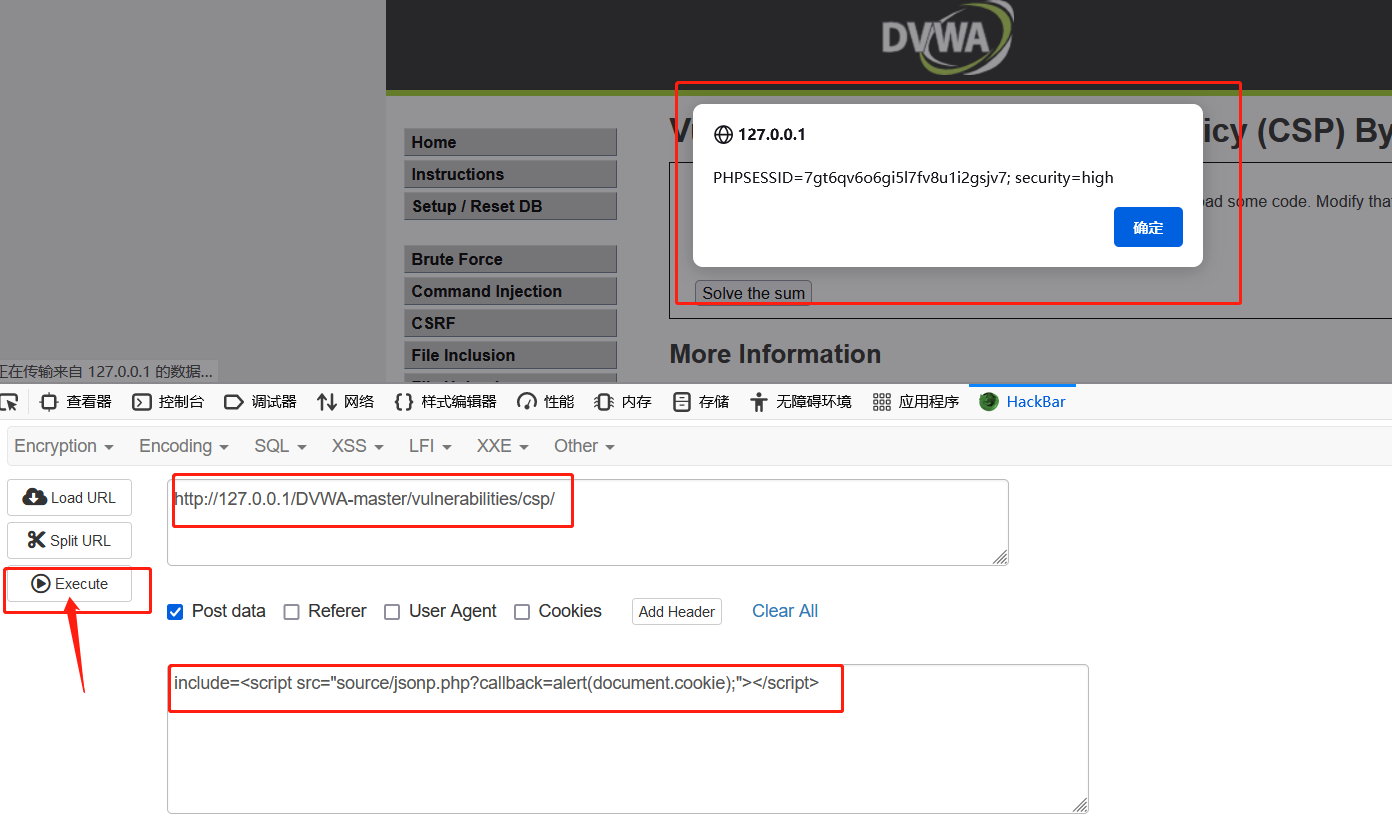 DVWA
127.0.0.1
icy (CSP) By
PHPSESSID=7gt6qv6o6gi5l7fv8u1i2gsjv7; security=high
ad some code. Modify that
确定
Solve the sum
More Information
Home
Instructions
Setup / Reset DB
Brute Force
Command Injection
CSRF
File Inclusion
正在传输来自 127.0.0.1 的数据...
查看器 控制台 调试器 网络 {} 样式编辑器 性能 内存 存储 无障碍环境 应用程序 HackBar
Encryption Encoding SQL XSS LFI XXE Other
Load URL
http://127.0.0.1/DVWA-master/vulnerabilities/csp/
Split URL
Execute
Post data Referer User Agent Cookies Add Header Clear All
include=<script src="source/jsonp.php?callback=alert(document.cookie);"></script>